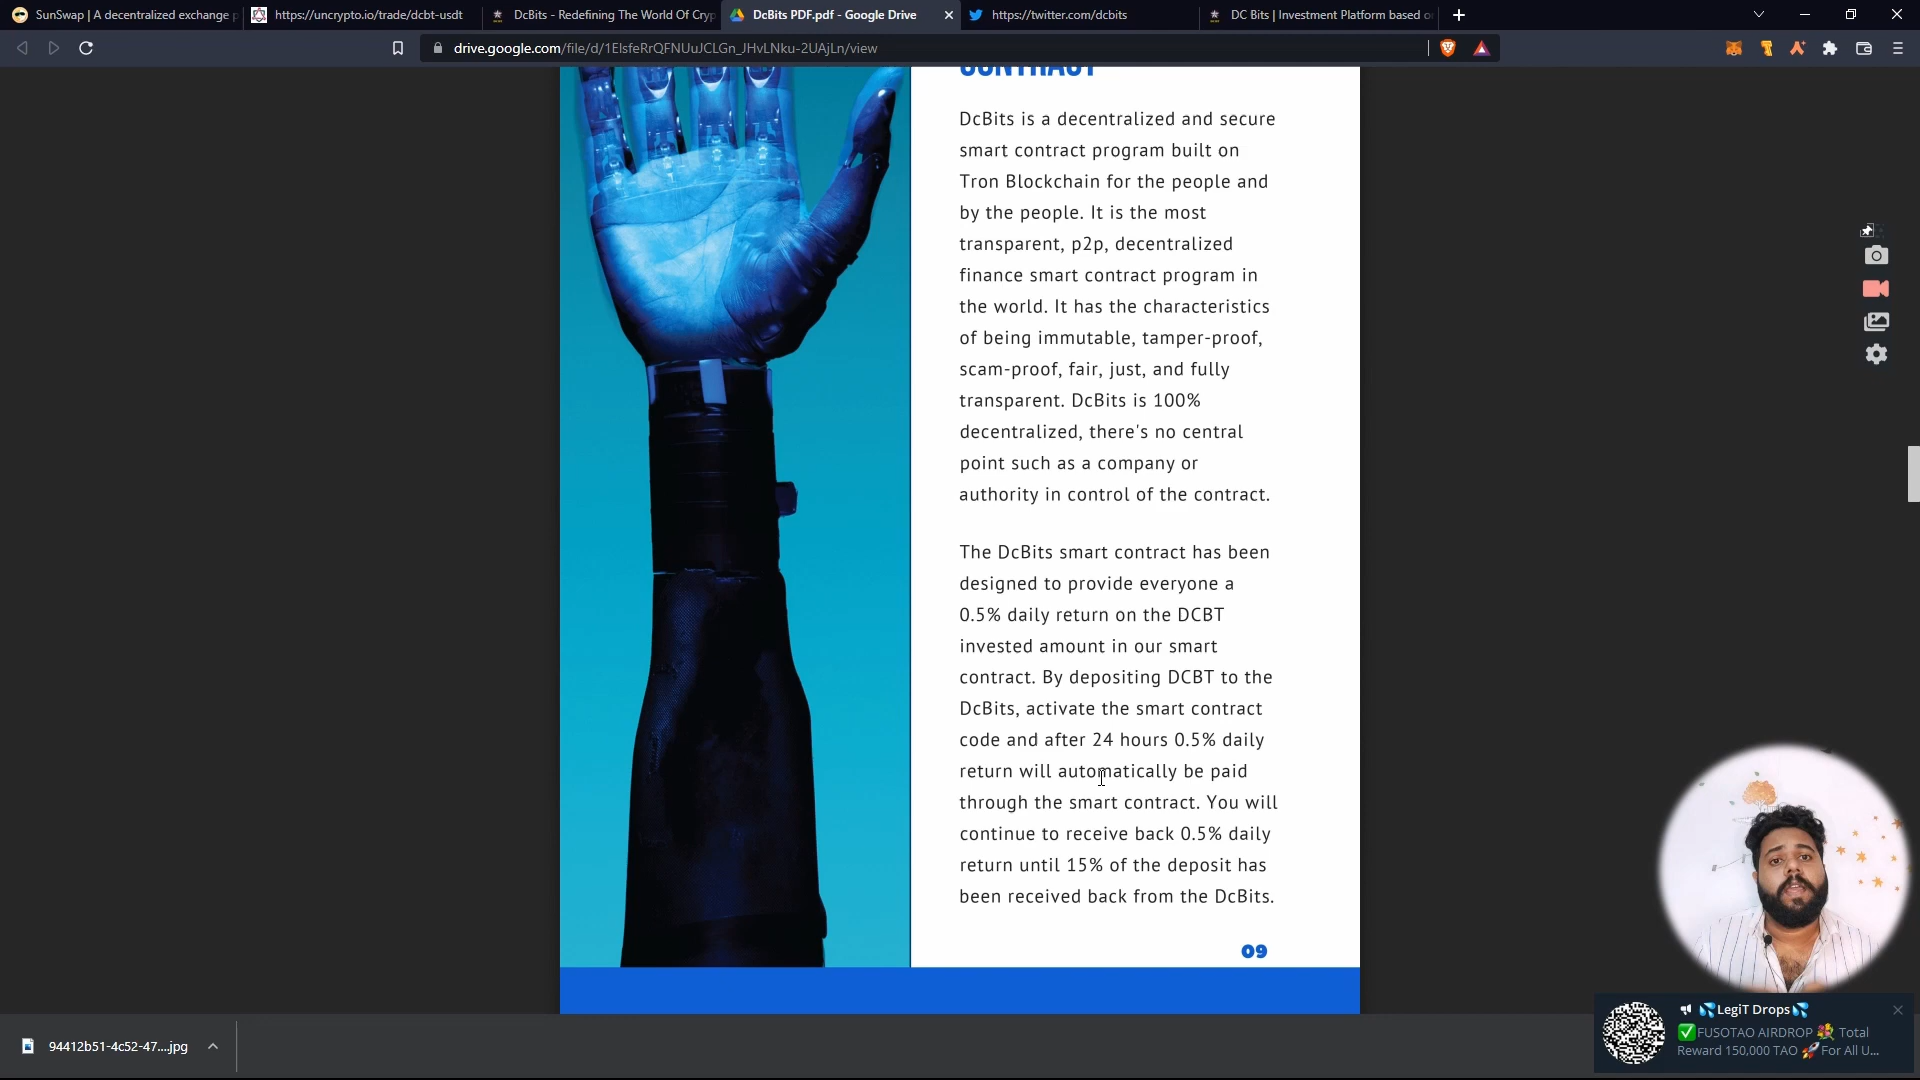 SunSwap | A decentralized exchange p
https://uncrypto.io/trade/dcbt-usdt
DcBits - Redefining The World Of Cryp
DcBits PDF.pdf - Google Drive
https://twitter.com/dcbits
DC Bits | Investment Platform based o
drive.google.com/file/d/1ElsfeRrQFNUuJCLGn_JHvLNku-2UAjLn/view
CONTRACT
DcBits is a decentralized and secure
smart contract program built on
Tron Blockchain for the people and
by the people. It is the most
transparent, p2p, decentralized
finance smart contract program in
the world. It has the characteristics
of being immutable, tamper-proof,
scam-proof, fair, just, and fully
transparent. DcBits is 100%
decentralized, there's no central
point such as a company or
authority in control of the contract.
The DcBits smart contract has been
designed to provide everyone a
0.5% daily return on the DCBT
invested amount in our smart
contract. By depositing DCBT to the
DcBits, activate the smart contract
code and after 24 hours 0.5% daily
return will automatically be paid
through the smart contract. You will
continue to receive back 0.5% daily
return until 15% of the deposit has
been received back from the DcBits.
09
💦LegiT Drops💦
✅FUSOTAO AIRDROP 💐 Total
Reward 150,000 TAO 🚀For All U...
94412b51-4c52-47....jpg